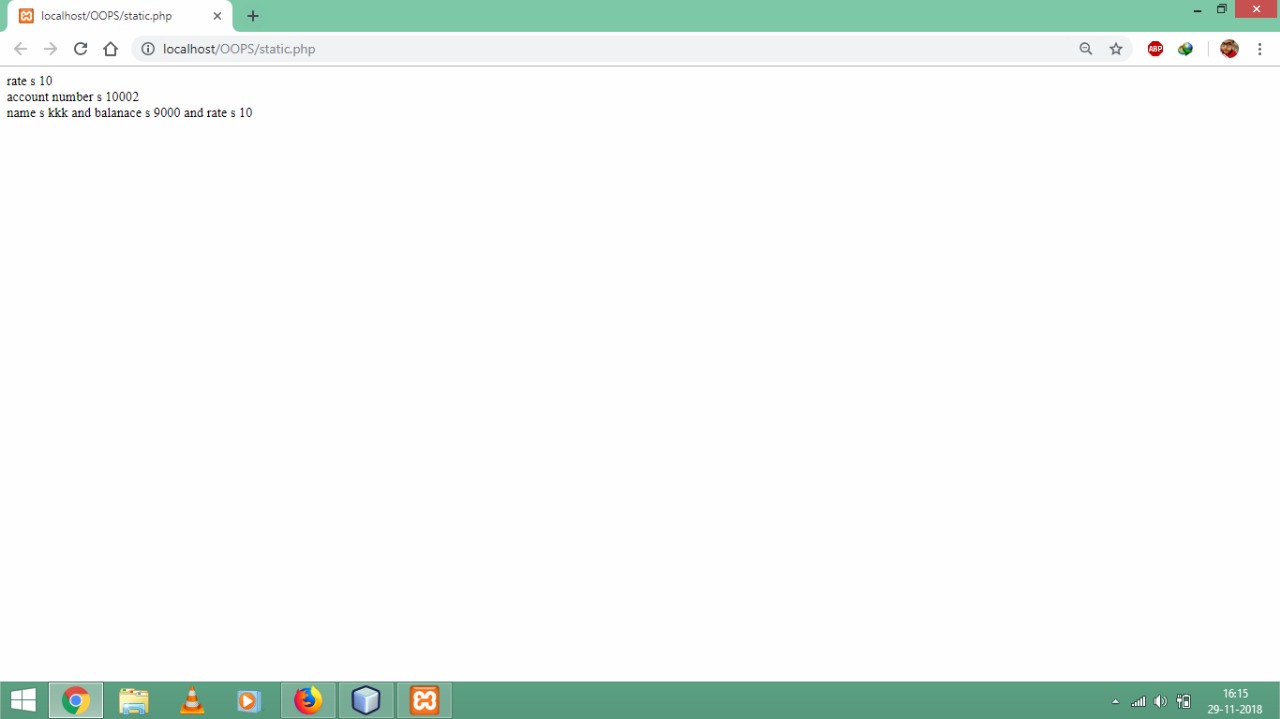 localhost/OOPS/static.php
localhost/OOPS/static.php
ABP
rate s 10
account number s 10002
name s kkk and balanace s 9000 and rate s 10
16:15
29-11-2018